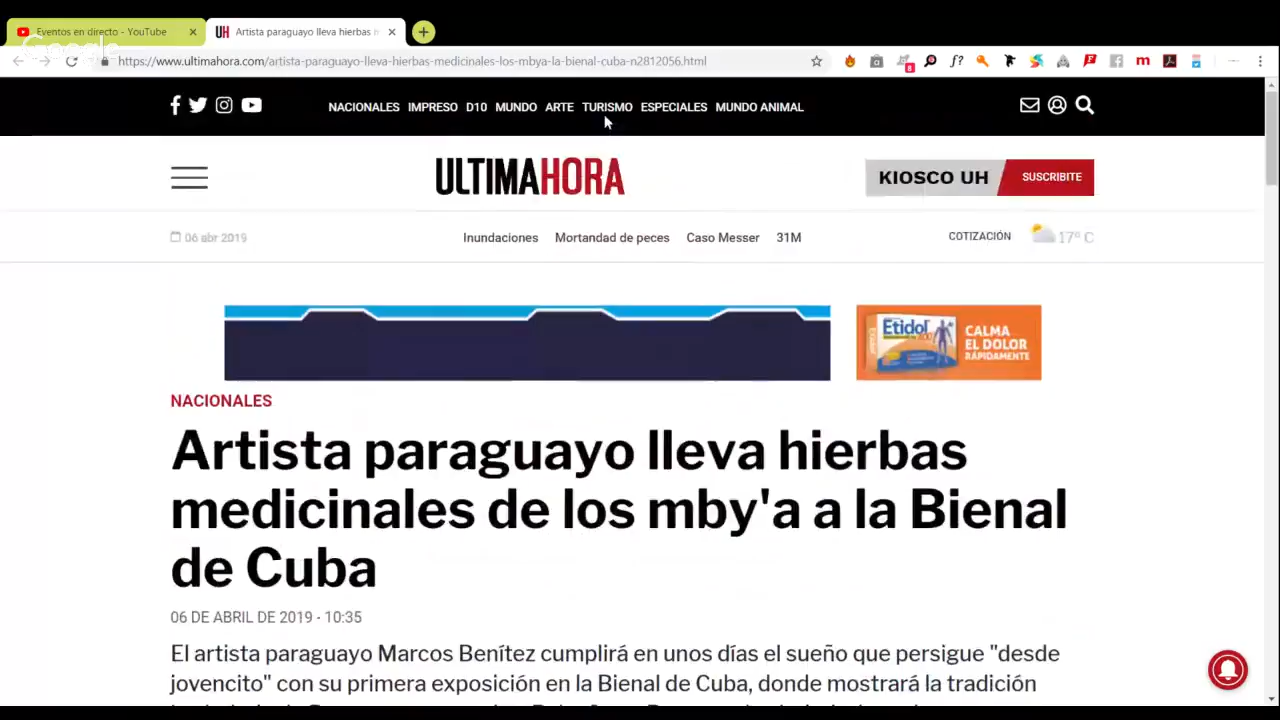 Eventos en directo - YouTube
UH Artista paraguayo lleva hierbas
Google
https://www.ultimahora.com/artista-paraguayo-lleva-hierbas-medicinales-los-mbya-la-bienal-cuba-n2812056.html
8
NACIONALES IMPRESO D10 MUNDO ARTE TURISMO ESPECIALES MUNDO ANIMAL
ULTIMAHORA
KIOSCO UH SUSCRIBITE
06 abr 2019
Inundaciones Mortandad de peces Caso Messer 31M
COTIZACIÓN 17° C
Etidol
CALMA
EL DOLOR
RÁPIDAMENTE
NACIONALES
Artista paraguayo lleva hierbas
medicinales de los mby'a a la Bienal
de Cuba
06 DE ABRIL DE 2019 - 10:35
El artista paraguayo Marcos Benítez cumplirá en unos días el sueño que persigue "desde
jovencito" con su primera exposición en la Bienal de Cuba, donde mostrará la tradición